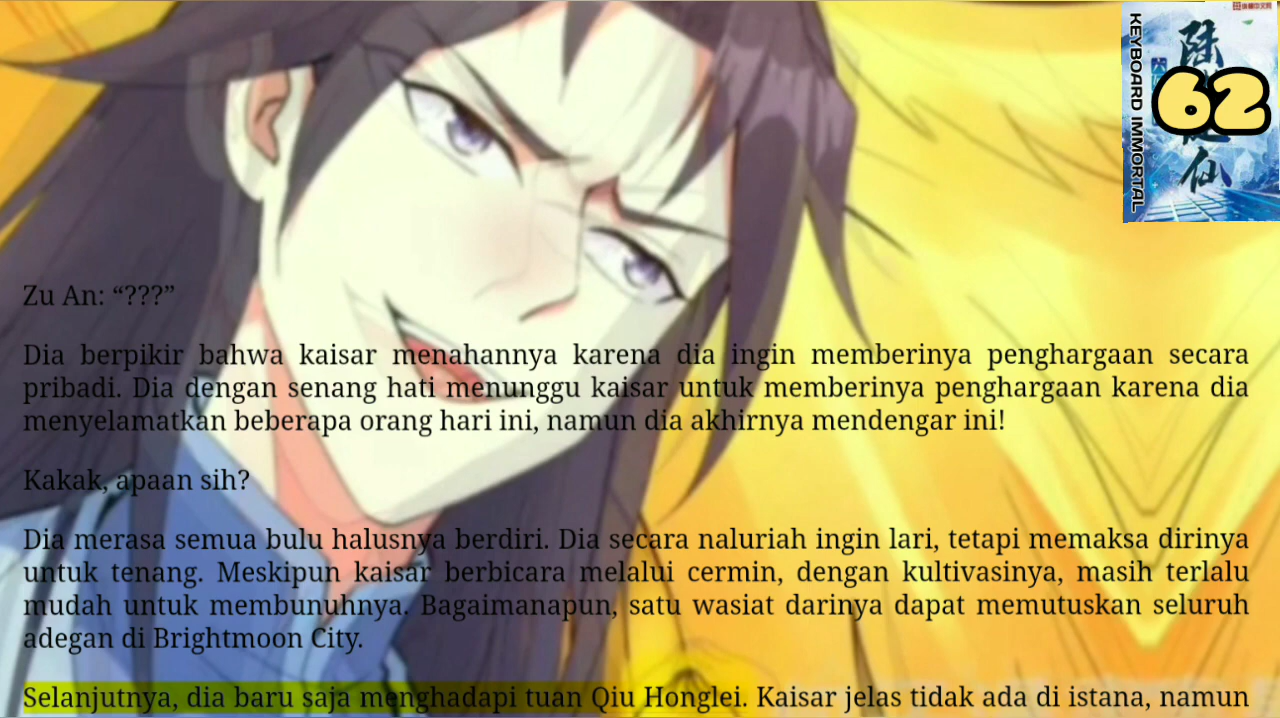 KEYBOARD IMMORTAL
62
仙
Zu An: “???”
Dia berpikir bahwa kaisar menahannya karena dia ingin memberinya penghargaan secara
pribadi. Dia dengan senang hati menunggu kaisar untuk memberinya penghargaan karena dia
menyelamatkan beberapa orang hari ini, namun dia akhirnya mendengar ini!
Kakak, apaan sih?
Dia merasa semua bulu halusnya berdiri. Dia secara naluriah ingin lari, tetapi memaksa dirinya
untuk tenang. Meskipun kaisar berbicara melalui cermin, dengan kultivasinya, masih terlalu
mudah untuk membunuhnya. Bagaimanapun, satu wasiat darinya dapat memutuskan seluruh
adegan di Brightmoon City.
Selanjutnya, dia baru saja menghadapi tuan Qiu Honglei. Kaisar jelas tidak ada di istana, namun